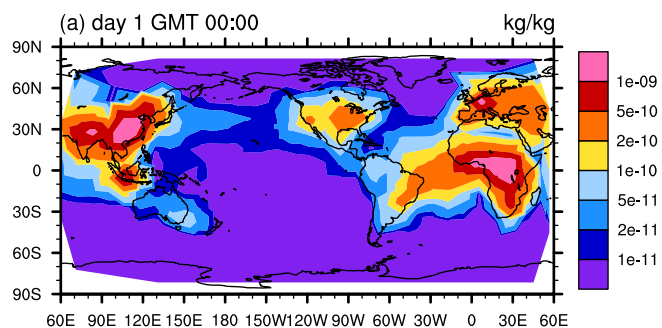 (a) day 1 GMT 00:00 kg/kg
90N
60N
30N
0
30S
60S
90S
60E 90E 120E 150E 180 150W 120W 90W 60W 30W 0 30E 60E
1e-09
5e-10
2e-10
1e-10
5e-11
2e-11
1e-11